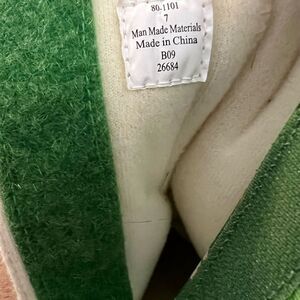 80-1101
7
Man Made Materials
Made in China
B09
26684